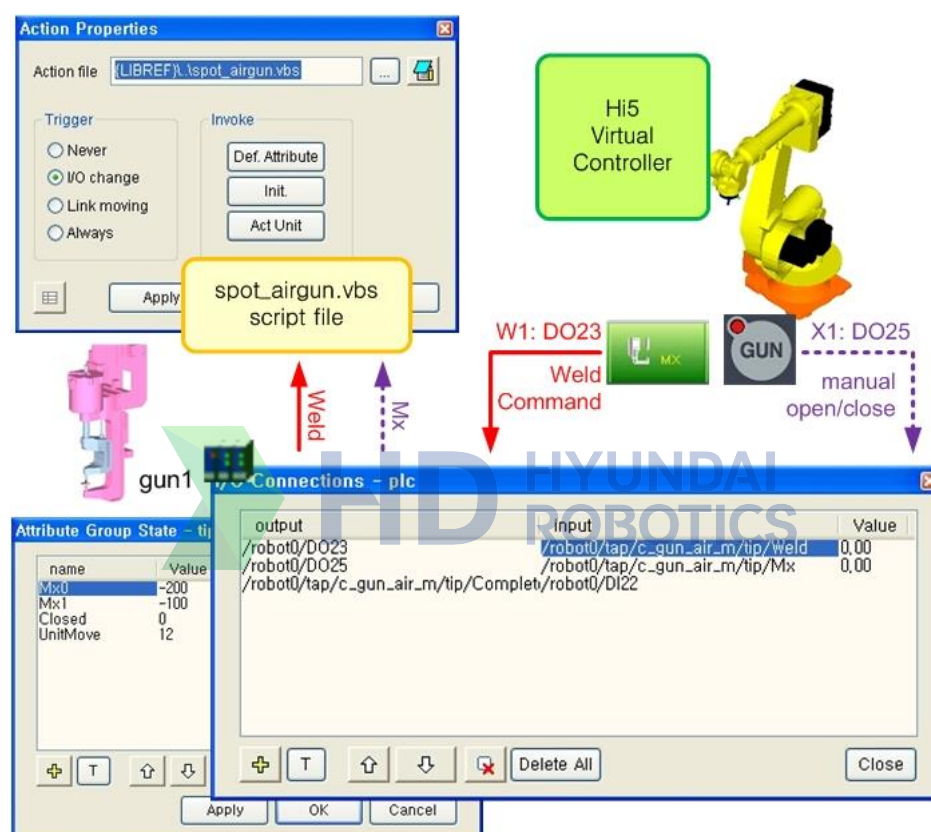 Action Properties
Action file
{LIBREF}\..\spot_airgun.vbs
...
Trigger
Never
I/O change
Link moving
Always
Invoke
Def. Attribute
Init.
Act Unit
Apply
spot_airgun.vbs
script file
Hi5
Virtual
Controller
W1: DO23
Weld
Command
MX
GUN
X1: DO25
manual
open/close
Weld
Mx
gun1
HD HYUNDAI
ROBOTICS
Attribute Group State - tip
name Value
Mx0 -200
Mx1 -100
Closed 0
UnitMove 12
T
Apply
OK
Cancel
I/O Connections - plc
output input Value
/robot0/DO23 /robot0/tap/c_gun_air_m/tip/Weld 0,00
/robot0/DO25 /robot0/tap/c_gun_air_m/tip/Mx 0,00
/robot0/tap/c_gun_air_m/tip/Complet /robot0/DI22
T
Delete All
Close